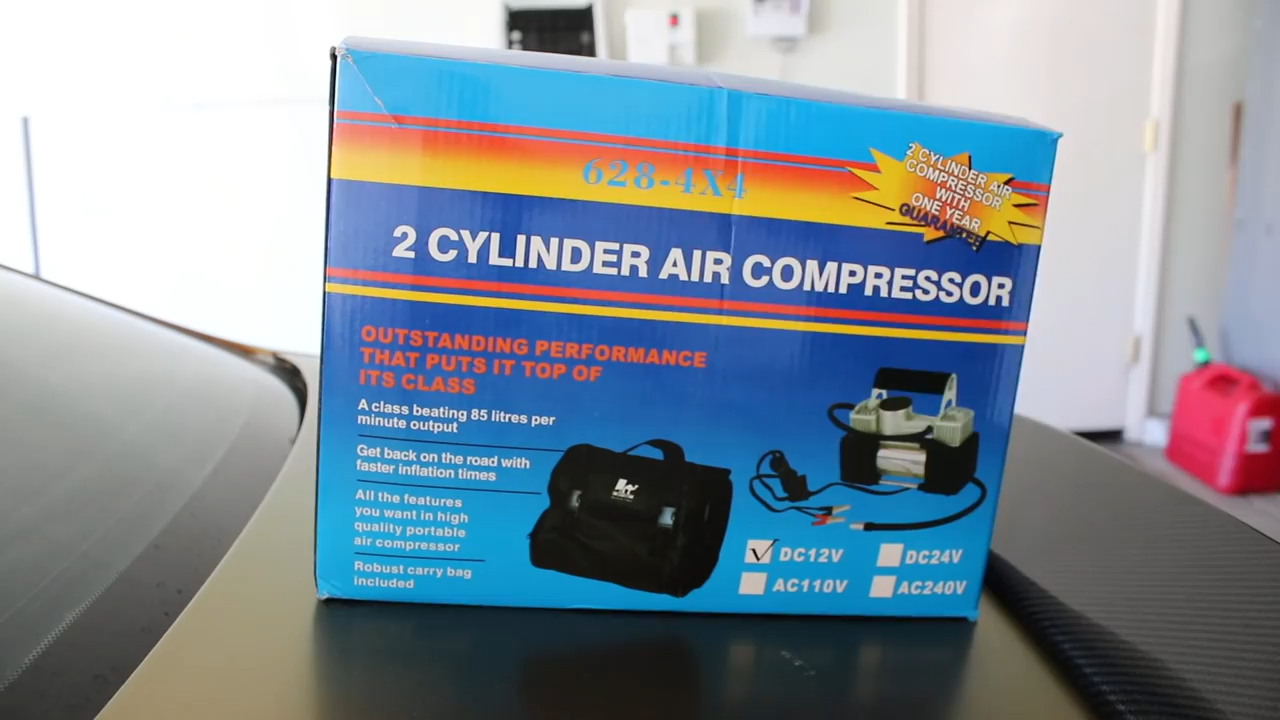 628-4X4
2 CYLINDER AIR
COMPRESSOR
WITH
ONE YEAR
GUARANTEE
2 CYLINDER AIR COMPRESSOR
OUTSTANDING PERFORMANCE
THAT PUTS IT TOP OF
ITS CLASS
A class beating 85 litres per
minute output
Get back on the road with
faster inflation times
All the features
you want in high
quality portable
air compressor
Robust carry bag
included
DC12V
DC24V
AC110V
AC240V